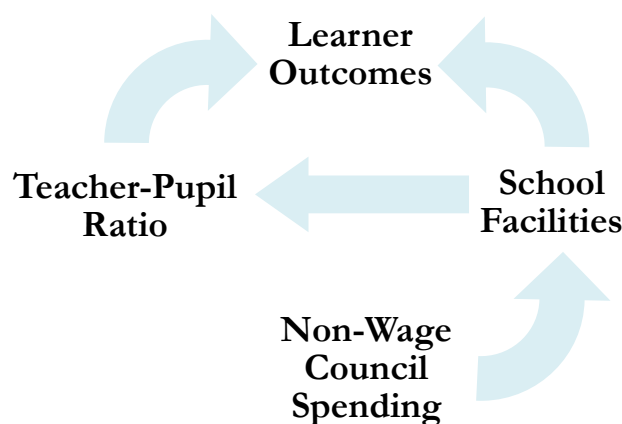 Learner
Outcomes
Teacher-Pupil
Ratio
School
Facilities
Non-Wage
Council
Spending